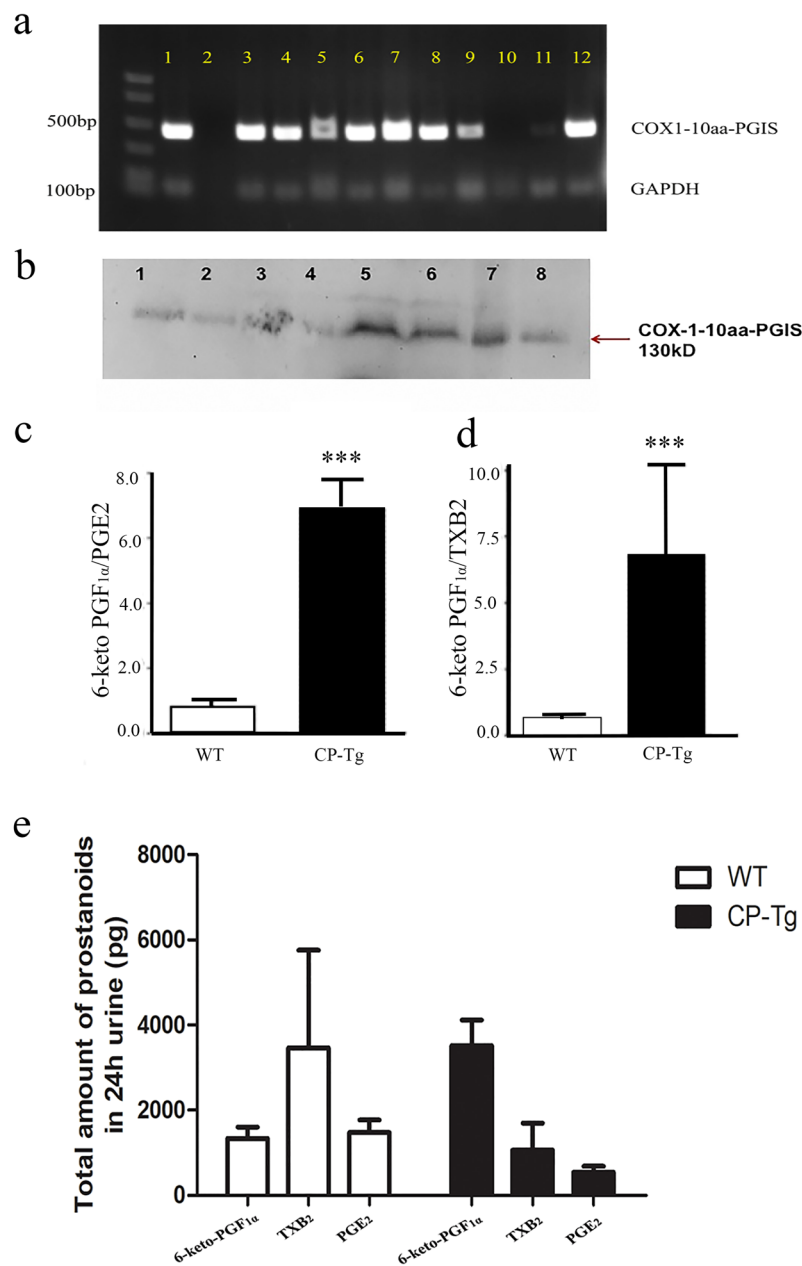 a
1 2 3 4 5 6 7 8 9 10 11 12
500bp
COX1-10aa-PGIS
100bp
GAPDH
b
1 2 3 4 5 6 7 8
COX-1-10aa-PGIS
130kD
c
***
6-keto PGF1α/PGE2
8.0
6.0
4.0
2.0
0.0
WT CP-Tg
d
***
6-keto PGF1α/TXB2
10.0
7.5
5.0
2.5
0.0
WT CP-Tg
e
Total amount of prostanoids
in 24h urine (pg)
8000
6000
4000
2000
0
WT
CP-Tg
6-keto-PGF1α TXB2 PGE2 6-keto-PGF1α TXB2 PGE2